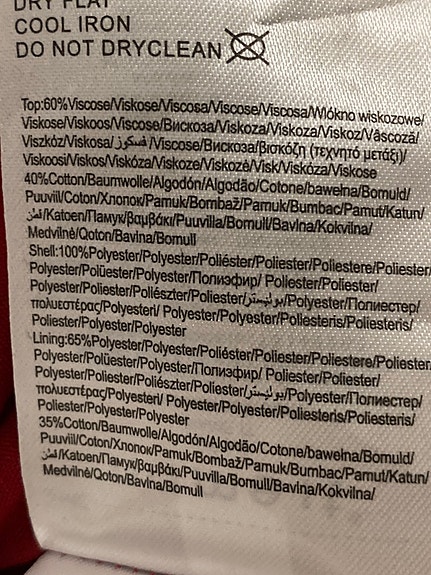 DRY FLAT
COOL IRON
DO NOT DRYCLEAN
Top:60%Viscose/Viskose/Viscosa/Viscose/Viscosa/Wlókno wiskozowe/
Viskose/Viskoos/Viscose/Вискоза/Viskoza/Viskoza/Viskoz/Vâscoză/
Viszkóz/Viskosa/فسكوز/Viscose/Вискоза/βισκόζη (τεχνητό μετάξι)/
Viskoosi/Viskos/Viskóza/Viskoze/Viskozė/Visk/Viskóza/Viskose
40%Cotton/Baumwolle/Algodón/Algodão/Cotone/bawełna/Bomuld/
Puuvill/Coton/Хлопок/Pamuk/Bombaž/Pamuk/Bumbac/Pamut/Katun/
قطن/Katoen/Памук/βαμβάκι/Puuvilla/Bomull/Bavlna/Kokvilna/
Medvilnė/Qoton/Bavlna/Bomull
Shell:100%Polyester/Polyester/Poliéster/Poliester/Poliestere/Poliester/
Polyester/Polüester/Polyester/Полиэфир/ Poliester/Poliester/
Polyester/Poliester/Poliészter/Poliester/بوليستر/Polyester/Полиестер/
πολυεστέρας/Polyesteri/ Polyester/Polyester/Poliesteris/Poliesteris/
Poliester/Polyester/Polyester
Lining:65%Polyester/Polyester/Poliéster/Poliester/Poliestere/Poliester/
Polyester/Polüester/Polyester/Полиэфир/ Poliester/Poliester/
Polyester/Poliester/Poliészter/Poliester/بوليستر/Polyester/Полиестер/
πολυεστέρας/Polyesteri/ Polyester/Polyester/Poliesteris/Poliesteris/
Poliester/Polyester/Polyester
35%Cotton/Baumwolle/Algodón/Algodão/Cotone/bawełna/Bomuld/
Puuvill/Coton/Хлопок/Pamuk/Bombaž/Pamuk/Bumbac/Pamut/Katun/
قطن/Katoen/Памук/βαμβάκι/Puuvilla/Bomull/Bavlna/Kokvilna/
Medvilnė/Qoton/Bavlna/Bomull